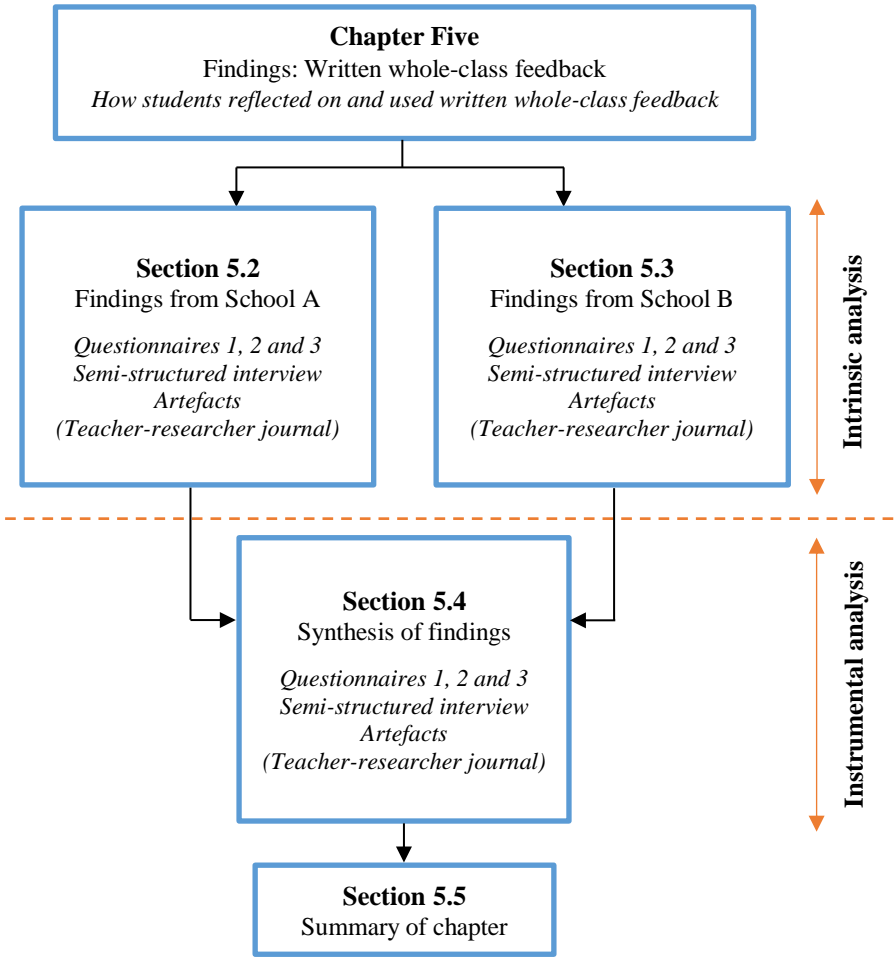 Chapter Five
Findings: Written whole-class feedback
How students reflected on and used written whole-class feedback
Section 5.2
Findings from School A
Questionnaires 1, 2 and 3
Semi-structured interview
Artefacts
(Teacher-researcher journal)
Section 5.3
Findings from School B
Questionnaires 1, 2 and 3
Semi-structured interview
Artefacts
(Teacher-researcher journal)
Intrinsic analysis
Section 5.4
Synthesis of findings
Questionnaires 1, 2 and 3
Semi-structured interview
Artefacts
(Teacher-researcher journal)
Instrumental analysis
Section 5.5
Summary of chapter